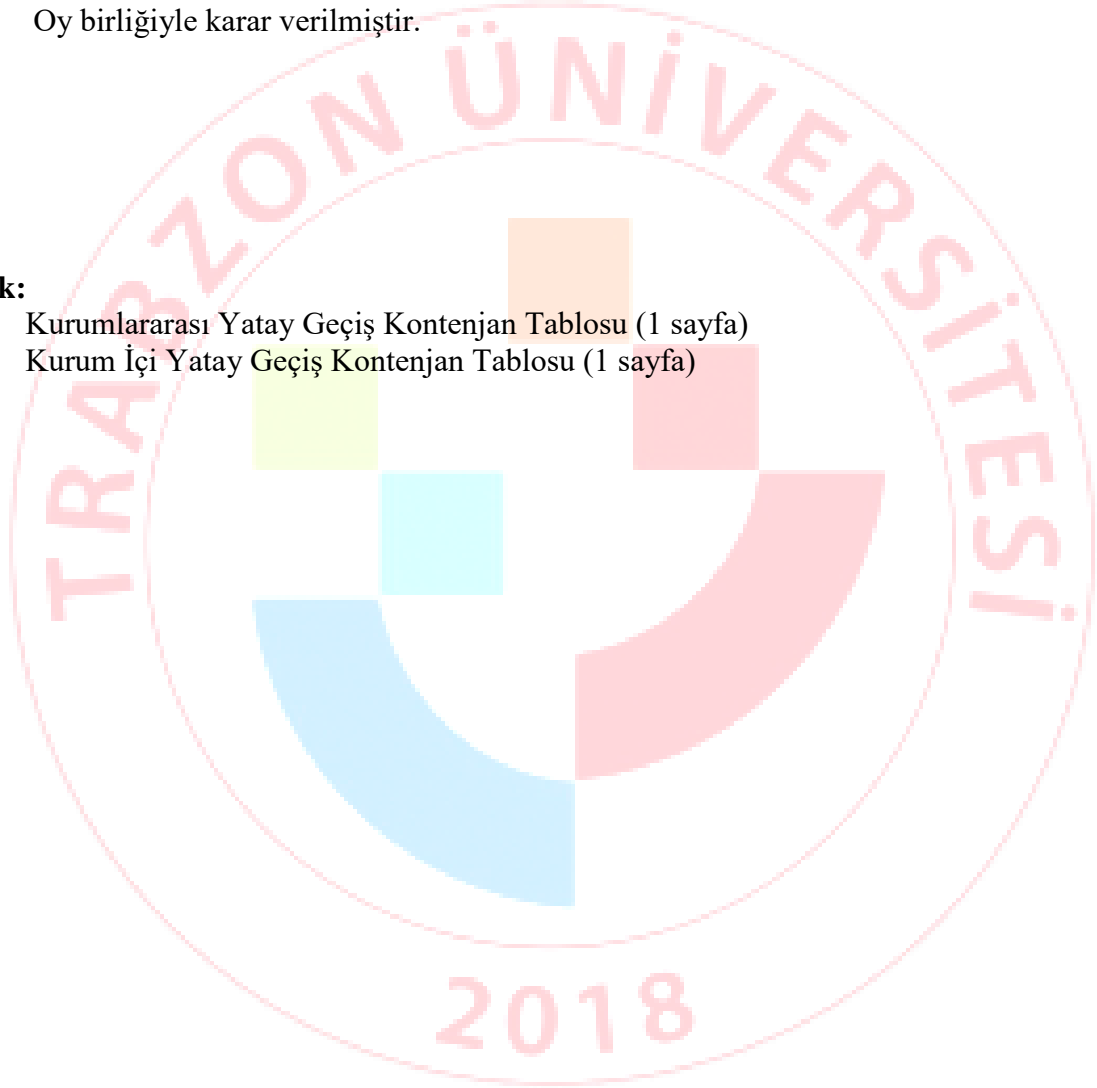 Oy birliğiyle karar verilmiştir.
TRABZON ÜNİVERSİTESİ
k:
Kurumlararası Yatay Geçiş Kontenjan Tablosu (1 sayfa)
Kurum İçi Yatay Geçiş Kontenjan Tablosu (1 sayfa)
2018